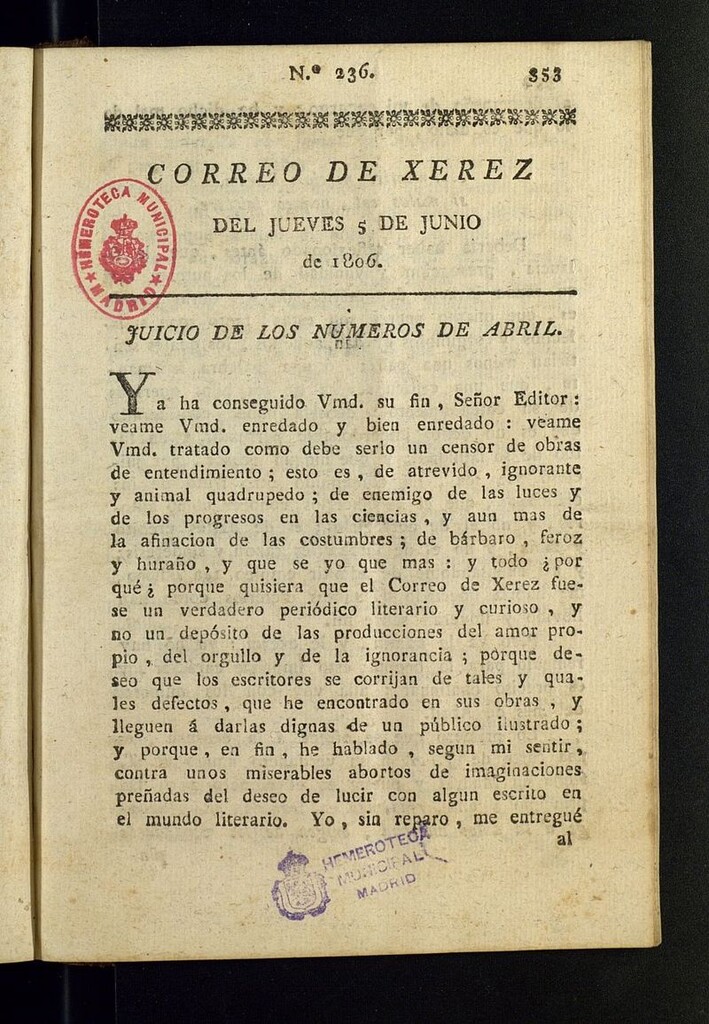 N.º 236.
353
CORREO DE XEREZ
DEL JUEVES 5 DE JUNIO
de 1806.
HEMEROTECA MUNICIPAL
MADRID
JUICIO DE LOS NUMEROS DE ABRIL.
Ya ha conseguido Vmd. su fin, Señor Editor:
veame Vmd. enredado y bien enredado: veame
Vmd. tratado como debe serlo un censor de obras
de entendimiento; esto es, de atrevido, ignorante
y animal quadrupedo; de enemigo de las luces y
de los progresos en las ciencias, y aun mas de
la afinacion de las costumbres; de bárbaro, feroz
y huraño, y que se yo que mas: y todo ¿por
qué¿ porque quisiera que el Correo de Xerez fue-
se un verdadero periódico literario y curioso, y
no un depósito de las producciones del amor pro-
pio, del orgullo y de la ignorancia; porque de-
seo que los escritores se corrijan de tales y qua-
les defectos, que he encontrado en sus obras, y
lleguen á darlas dignas de un público ilustrado;
y porque, en fin, he hablado, segun mi sentir,
contra unos miserables abortos de imaginaciones
preñadas del deseo de lucir con algun escrito en
el mundo literario. Yo, sin reparo, me entregué
al
HEMEROTECA
MUNICIPAL
MADRID